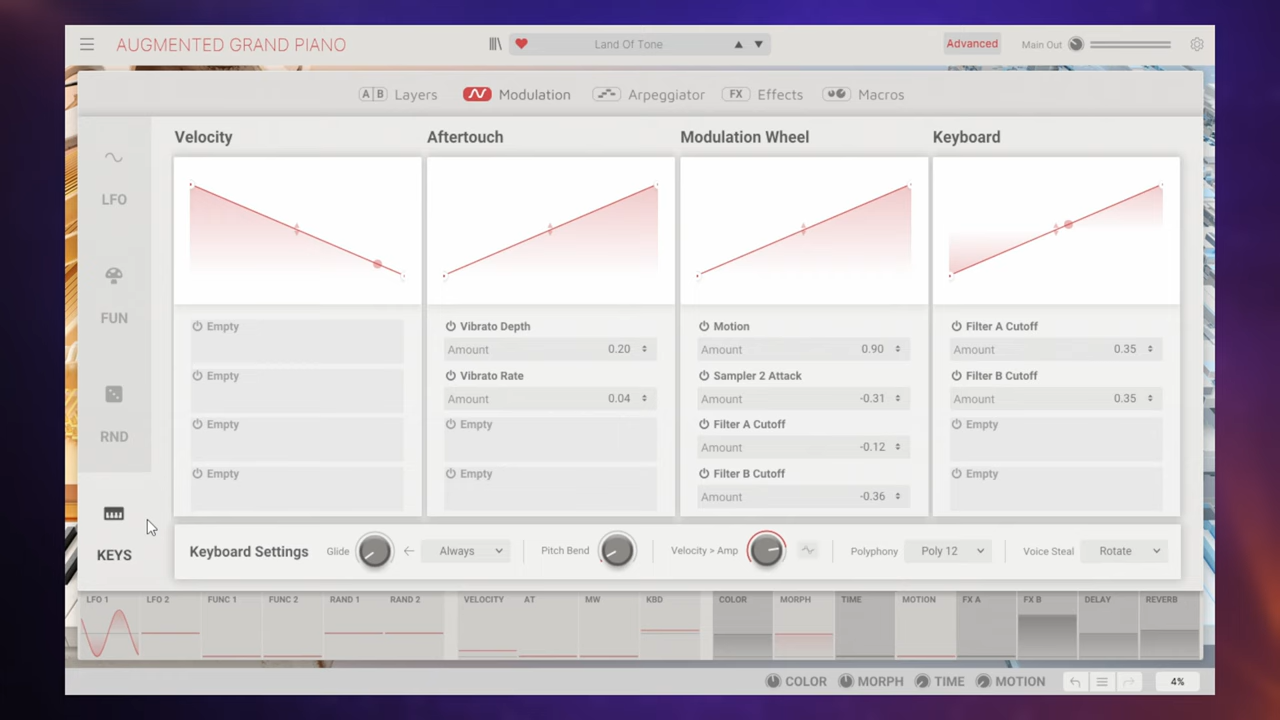 AUGMENTED GRAND PIANO
Land Of Tone
Advanced
Main Out
A B Layers
Modulation
Arpeggiator
FX Effects
Macros
LFO
FUN
RND
KEYS
Velocity
Empty
Empty
Empty
Empty
Aftertouch
Vibrato Depth
Amount 0.20
Vibrato Rate
Amount 0.04
Empty
Empty
Modulation Wheel
Motion
Amount 0.90
Sampler 2 Attack
Amount -0.31
Filter A Cutoff
Amount -0.12
Filter B Cutoff
Amount -0.36
Keyboard
Filter A Cutoff
Amount 0.35
Filter B Cutoff
Amount 0.35
Empty
Empty
Keyboard Settings Glide Always Pitch Bend Velocity > Amp Polyphony Poly 12 Voice Steal Rotate
LFO 1 LFO 2 FUNC 1 FUNC 2 RAND 1 RAND 2 VELOCITY AT MW KBD COLOR MORPH TIME MOTION FX A FX B DELAY REVERB
COLOR MORPH TIME MOTION 4%